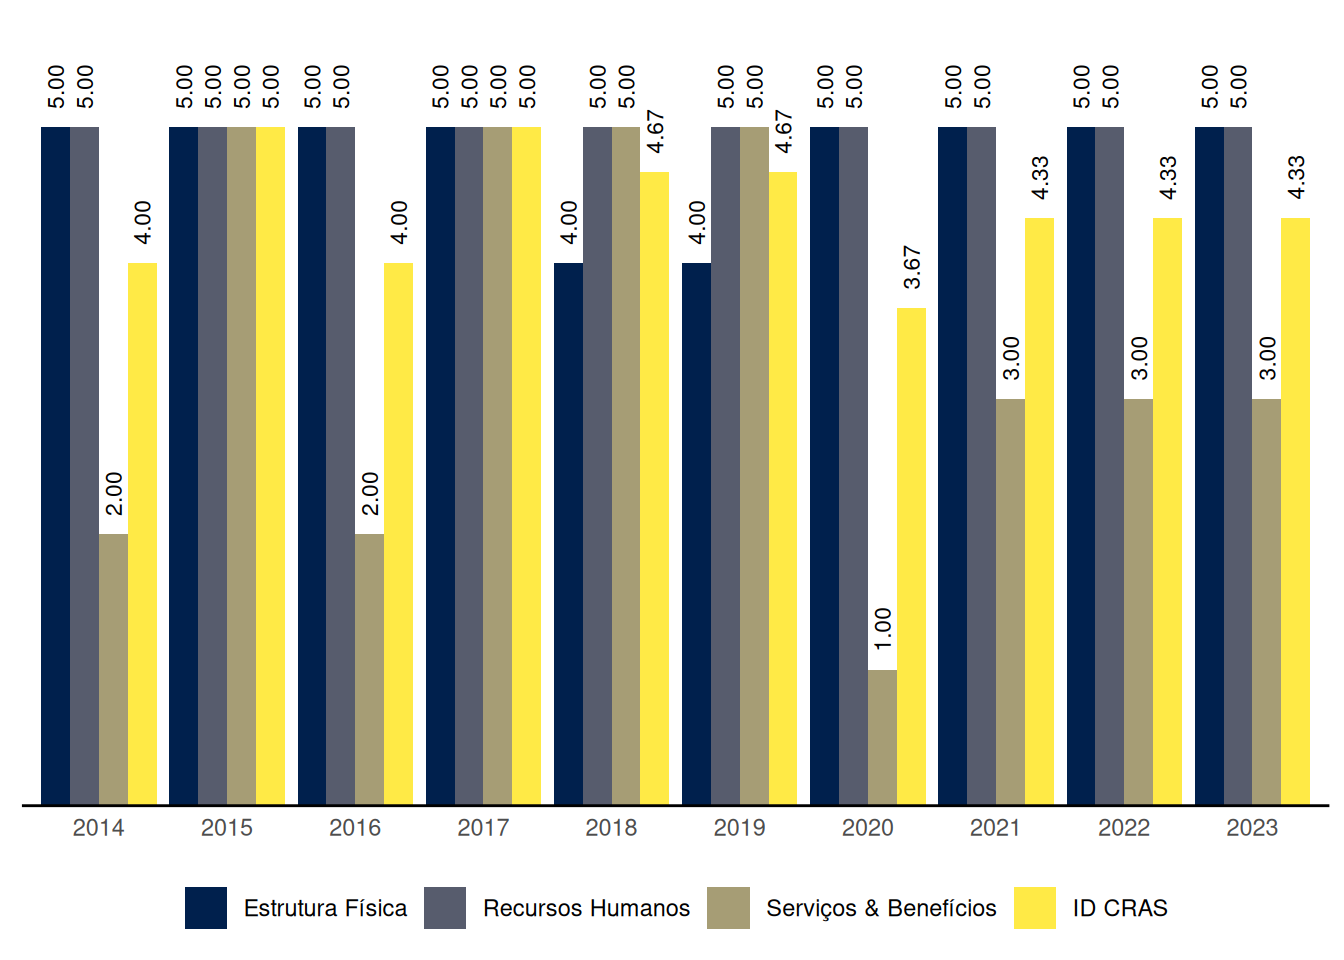 5.00 5.00 2.00 4.00 5.00 5.00 5.00 5.00 5.00 5.00 2.00 4.00 5.00 5.00 5.00 5.00 4.00 5.00 5.00 4.67 4.00 5.00 5.00 4.67 5.00 5.00 1.00 3.67 5.00 5.00 3.00 4.33 5.00 5.00 3.00 4.33 5.00 5.00 3.00 4.33
2014 2015 2016 2017 2018 2019 2020 2021 2022 2023
Estrutura Física Recursos Humanos Serviços & Benefícios ID CRAS